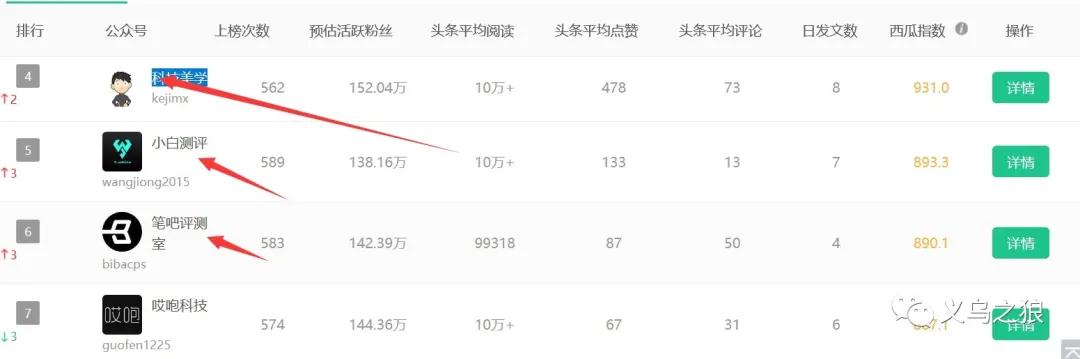 排行 公众号 上榜次数 预估活跃粉丝 头条平均阅读 头条平均点赞 头条平均评论 日发文数 西瓜指数 操作
4 科技美学 562 152.04万 10万+ 478 73 8 931.0 详情
↑2 kejimx
5 小白测评 589 138.16万 10万+ 133 13 7 893.3 详情
↑3 wangjiong2015
6 笔吧评测
室 583 142.39万 99318 87 50 4 890.1 详情
↑3 bibacps
7 哎咆 哎咆科技 574 144.36万 10万+ 67 31 6 详情
↓3 guofen1225
义乌之狼